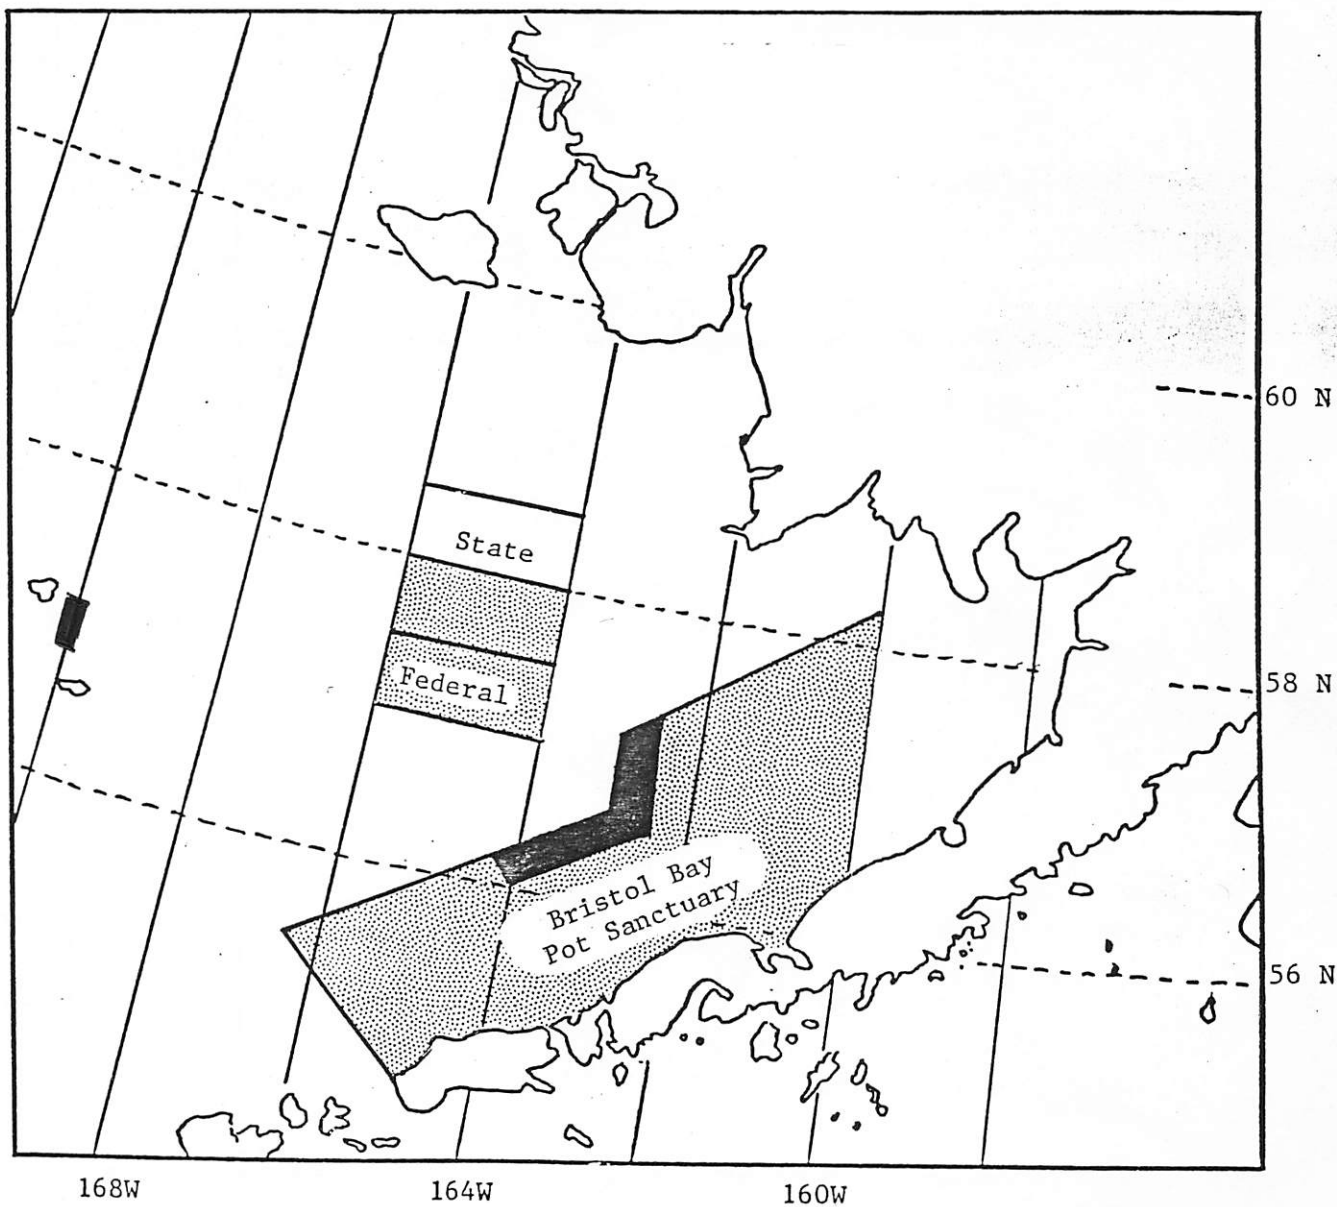 60 N
State
58 N
Federal
Bristol Bay
Pot Sanctuary
56 N
168W
164W
160W